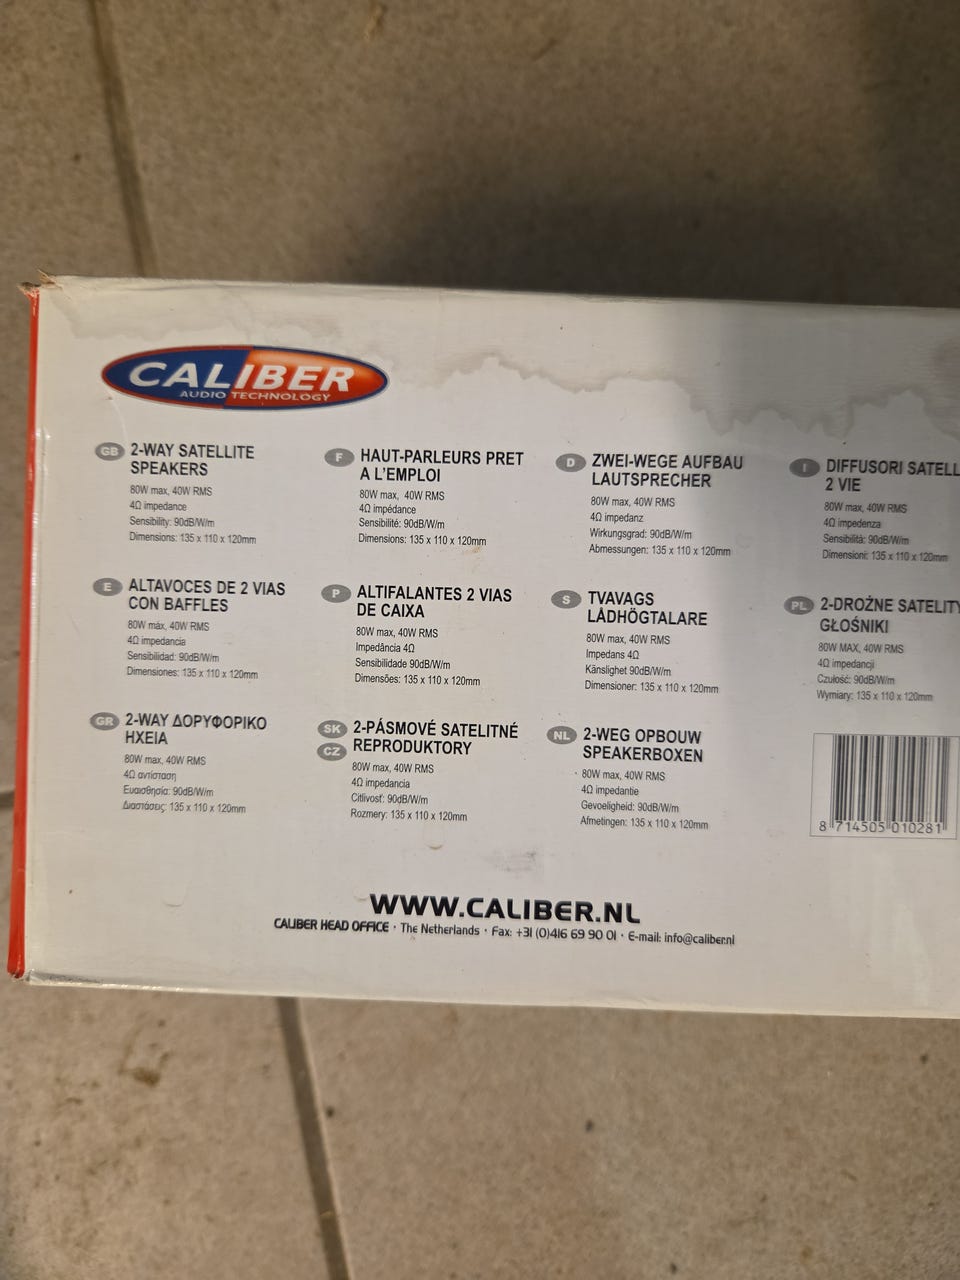 CALIBER
AUDIO TECHNOLOGY
GB 2-WAY SATELLITE
SPEAKERS
80W max, 40W RMS
4Ω impedance
Sensibility: 90dB/W/m
Dimensions: 135 x 110 x 120mm
F HAUT-PARLEURS PRET
A L'EMPLOI
80W max, 40W RMS
4Ω impédance
Sensibilité: 90dB/W/m
Dimensions: 135 x 110 x 120mm
D ZWEI-WEGE AUFBAU
LAUTSPRECHER
80W max, 40W RMS
4Ω impedanz
Wirkungsgrad: 90dB/W/m
Abmessungen: 135 x 110 x 120mm
I DIFFUSORI SATELL
2 VIE
80W max, 40W RMS
4Ω impedenza
Sensibilità: 90dB/W/m
Dimensioni: 135 x 110 x 120mm
E ALTAVOCES DE 2 VIAS
CON BAFFLES
80W máx, 40W RMS
4Ω impedancia
Sensibilidad: 90dB/W/m
Dimensiones: 135 x 110 x 120mm
P ALTIFALANTES 2 VIAS
DE CAIXA
80W max, 40W RMS
Impedância 4Ω
Sensibilidade 90dB/W/m
Dimensões: 135 x 110 x 120mm
S TVAVAGS
LÅDHÖGTALARE
80W max, 40W RMS
Impedans 4Ω
Känslighet 90dB/W/m
Dimensioner: 135 x 110 x 120mm
PL 2-DROŻNE SATELITY
GŁOŚNIKI
80W MAX, 40W RMS
4Ω impedancji
Czułość: 90dB/W/m
Wymiary: 135 x 110 x 120mm
GR 2-WAY ΔΟΡΥΦΟΡΙΚΟ
ΗΧΕΙΑ
80W max, 40W RMS
4Ω αντίσταση
Ευαισθησία: 90dB/W/m
Διαστάσεις: 135 x 110 x 120mm
SK CZ 2-PÁSMOVÉ SATELITNÉ
REPRODUKTORY
80W max, 40W RMS
4Ω impedancia
Citlivosť: 90dB/W/m
Rozmery: 135 x 110 x 120mm
NL 2-WEG OPBOUW
SPEAKERBOXEN
80W max, 40W RMS
4Ω impedantie
Gevoeligheid: 90dB/W/m
Afmetingen: 135 x 110 x 120mm
8 714505 010281
WWW.CALIBER.NL
CALIBER HEAD OFFICE · The Netherlands · Fax: +31 (0)416 69 90 01 · E-mail: info@caliber.nl